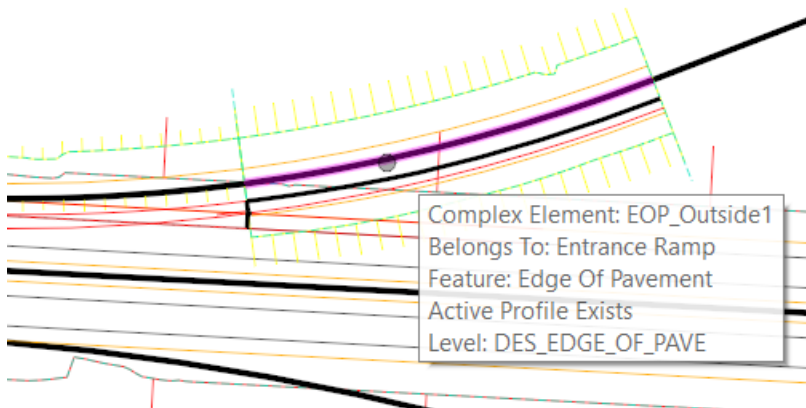 Complex Element: EOP_Outside1
Belongs To: Entrance Ramp
Feature: Edge Of Pavement
Active Profile Exists
Level: DES_EDGE_OF_PAVE